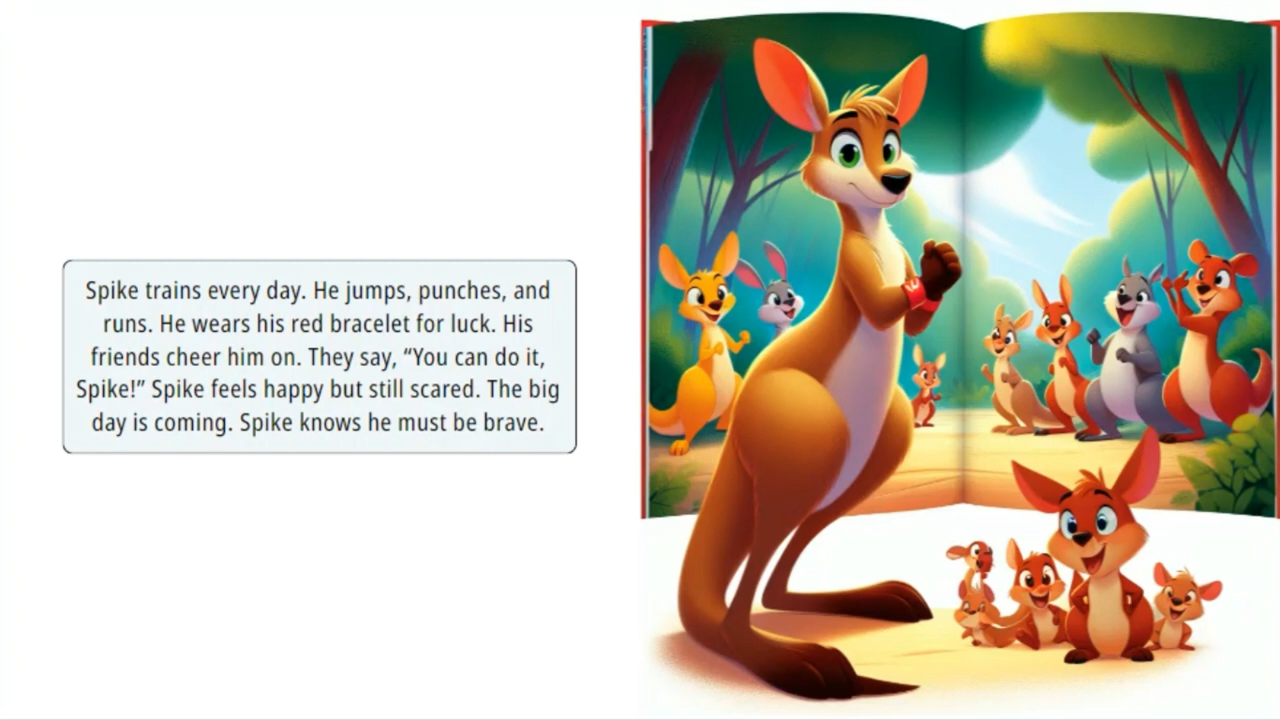 Spike trains every day. He jumps, punches, and
runs. He wears his red bracelet for luck. His
friends cheer him on. They say, “You can do it,
Spike!” Spike feels happy but still scared. The big
day is coming. Spike knows he must be brave.